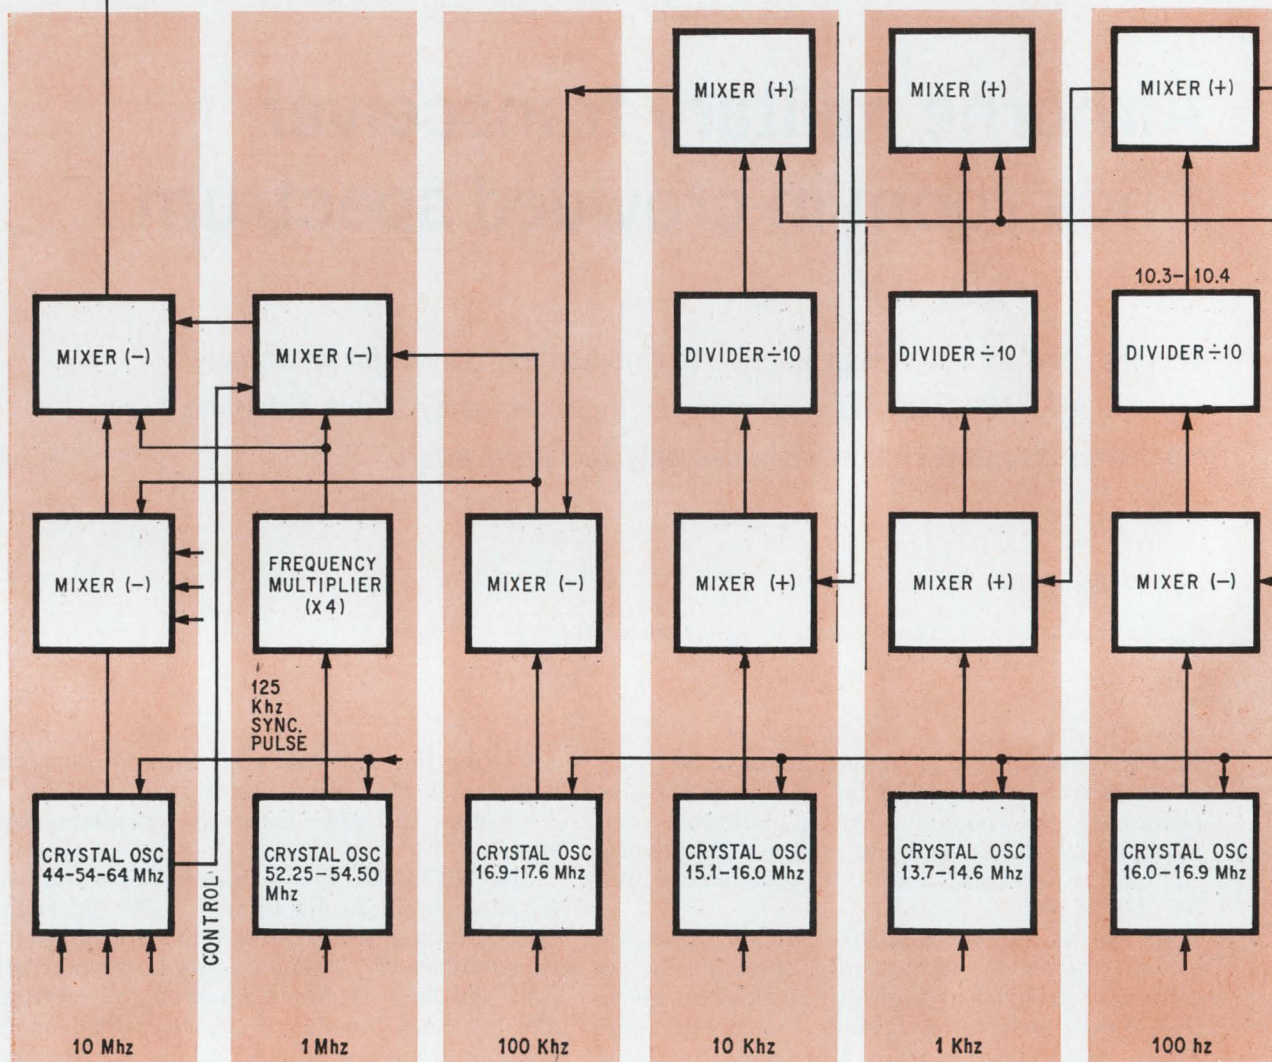 MIXER (+)
MIXER (+)
MIXER (+)
10.3– 10.4
MIXER (–)
MIXER (–)
DIVIDER ÷10
DIVIDER ÷10
DIVIDER ÷10
MIXER (–)
FREQUENCY
MULTIPLIER
(X 4)
MIXER (–)
MIXER (+)
MIXER (+)
MIXER (–)
125
Khz
SYNC.
PULSE
CRYSTAL OSC
44–54–64 Mhz
CONTROL
CRYSTAL OSC
52.25–54.50
Mhz
CRYSTAL OSC
16.9–17.6 Mhz
CRYSTAL OSC
15.1–16.0 Mhz
CRYSTAL OSC
13.7–14.6 Mhz
CRYSTAL OSC
16.0–16.9 Mhz
10 Mhz
1 Mhz
100 Khz
10 Khz
1 Khz
100 hz